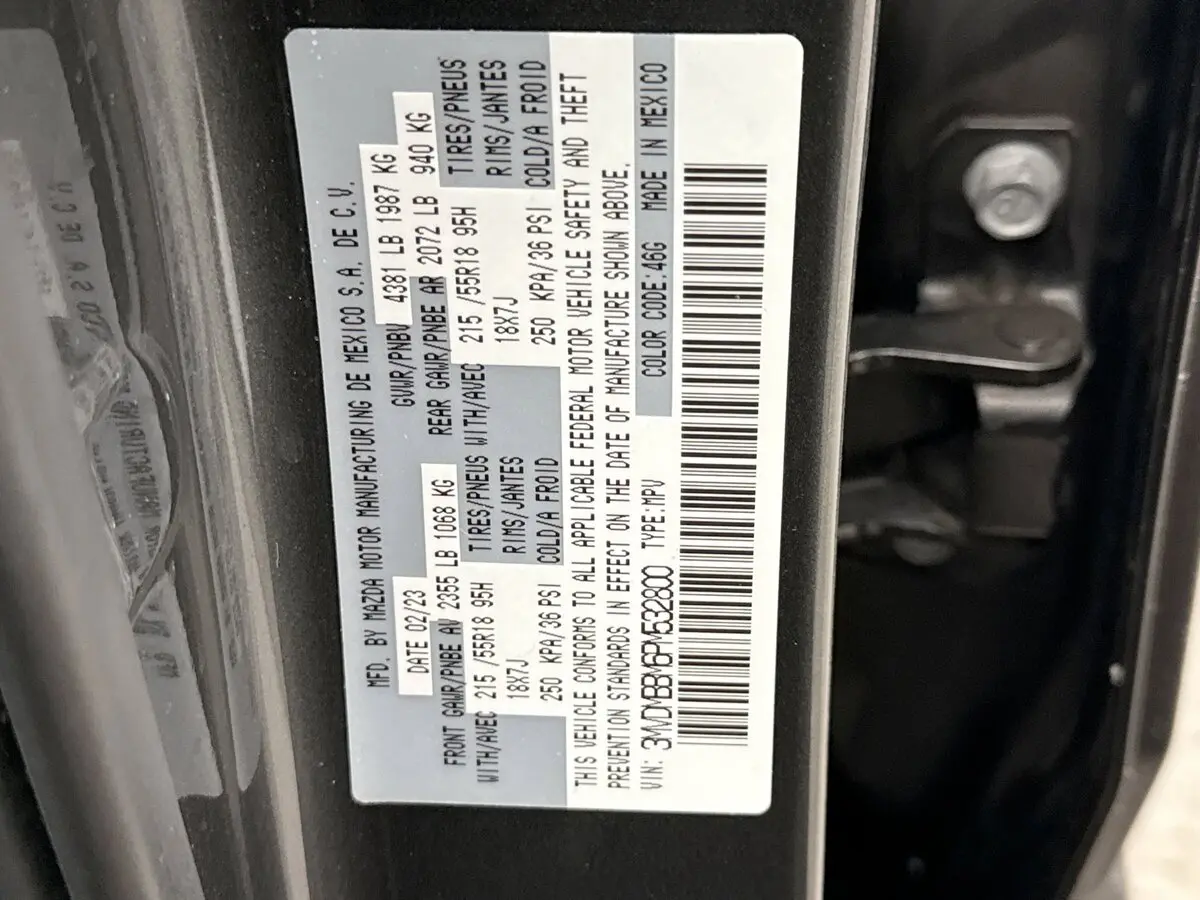 MFD. BY MAZDA MOTOR MANUFACTURING DE MEXICO S.A. DE C.V.
DATE 02/23 GVWR/PNBV 4381 LB 1987 KG
FRONT GAWR/PNBE AV 2355 LB 1068 KG REAR GAWR/PNBE AR 2072 LB 940 KG
WITH/AVEC 215 /55R18 95H TIRES/PNEUS WITH/AVEC 215 /55R18 95H TIRES/PNEUS
18X7J RIMS/JANTES 18X7J RIMS/JANTES
250 KPA/36 PSI COLD/A FROID 250 KPA/36 PSI COLD/A FROID
THIS VEHICLE CONFORMS TO ALL APPLICABLE FEDERAL MOTOR VEHICLE SAFETY AND THEFT
PREVENTION STANDARDS IN EFFECT ON THE DATE OF MANUFACTURE SHOWN ABOVE.
VIN: 3MVDMBBM6PM532800 TYPE:MPV COLOR CODE:46G MADE IN MEXICO